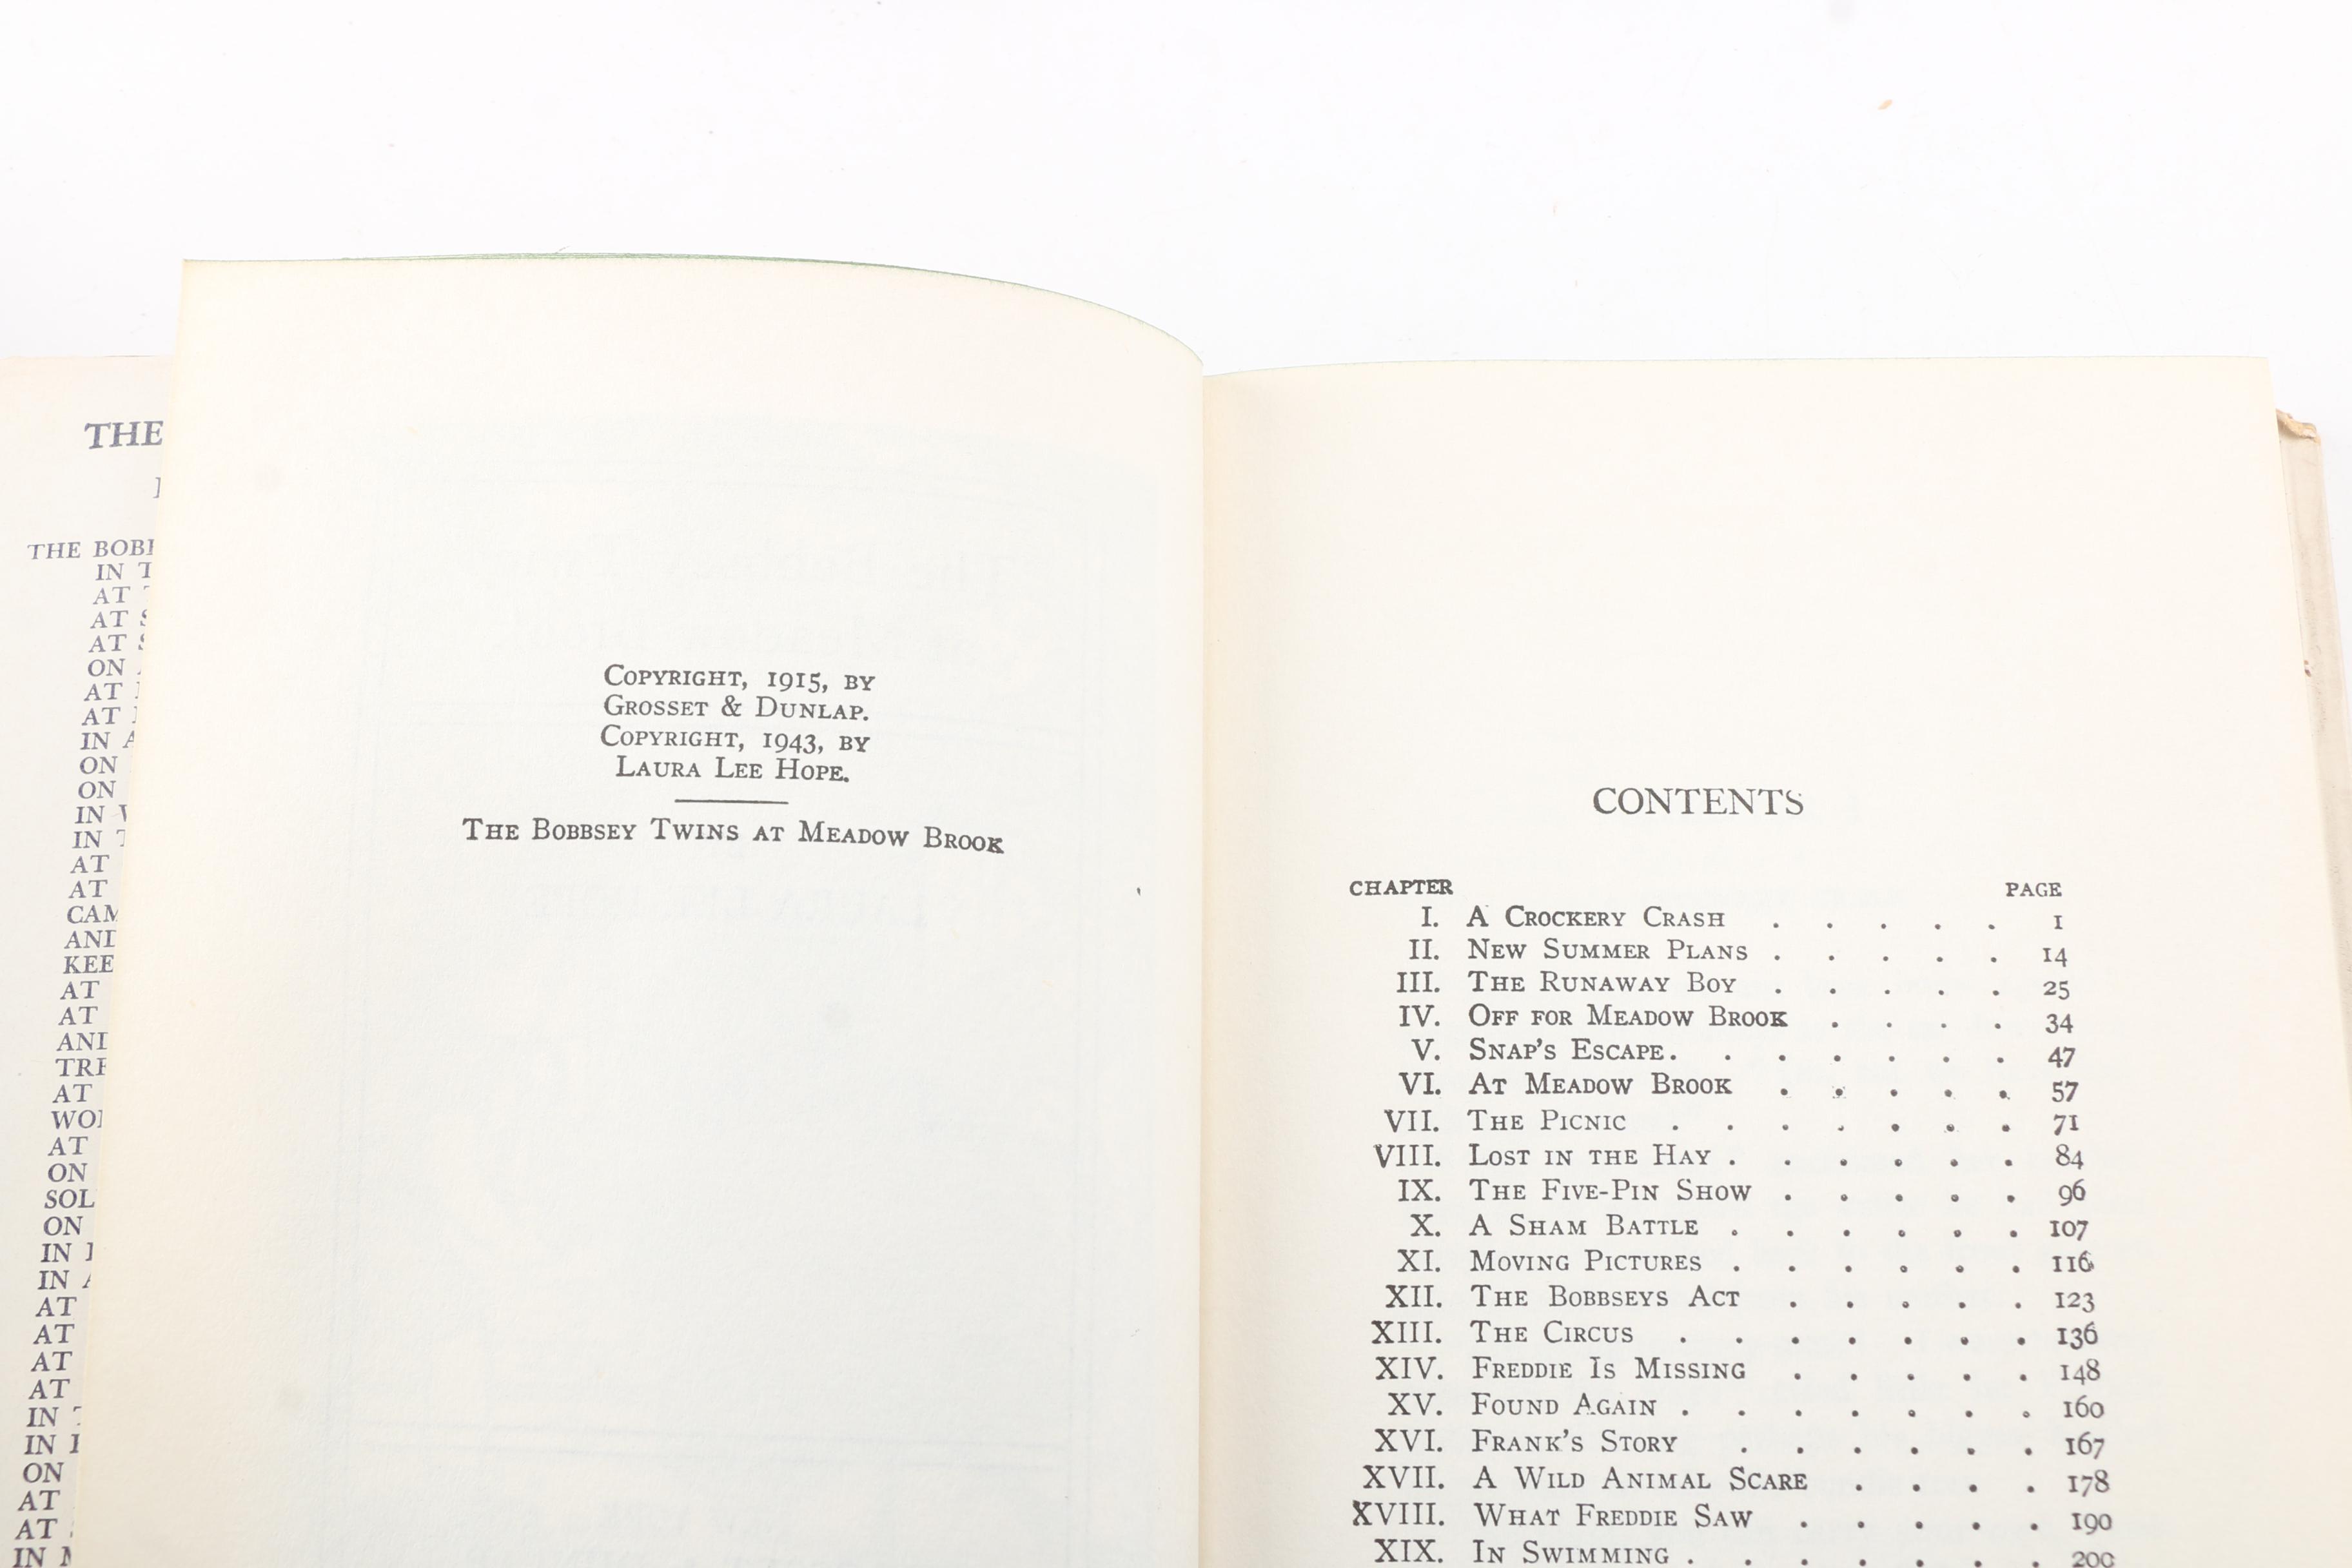 THE
THE
IN
AT
AT
AT
ON
AT
AT
IN
ON
ON
IN
IN
AT
AT
AT
AT
AT
AT
ON
ON
IN
IN
AT
AT
AT
AT
IN
IN
ON
AT
AT
IN
COPYRIGHT, 1915, BY
GROSSET & DUNLAP.
COPYRIGHT, 1943, BY
LAURA LEE HOPE.
THE BOBBSEY TWINS AT MEADOW BROOK
CONTENTS
CHAPTER PAGE
I. A CROCKERY CRASH . . . . . 1
II. NEW SUMMER PLANS . . . . . 14
III. THE RUNAWAY BOY . . . . . 25
IV. OFF FOR MEADOW BROOK . . . . 34
V. SNAP'S ESCAPE . . . . . . . 47
VI. AT MEADOW BROOK . . . . . 57
VII. THE PICNIC . . . . . . . 71
VIII. LOST IN THE HAY . . . . . . 84
IX. THE FIVE-PIN SHOW . . . . . 96
X. A SHAM BATTLE . . . . . . 107
XI. MOVING PICTURES . . . . . . 116
XII. THE BOBBSEYS ACT . . . . . 123
XIII. THE CIRCUS . . . . . . . 136
XIV. FREDDIE IS MISSING . . . . . 148
XV. FOUND AGAIN . . . . . . . 160
XVI. FRANK'S STORY . . . . . . 167
XVII. A WILD ANIMAL SCARE . . . . 178
XVIII. WHAT FREDDIE SAW . . . . . 190
XIX. IN SWIMMING . . . . . . . 200